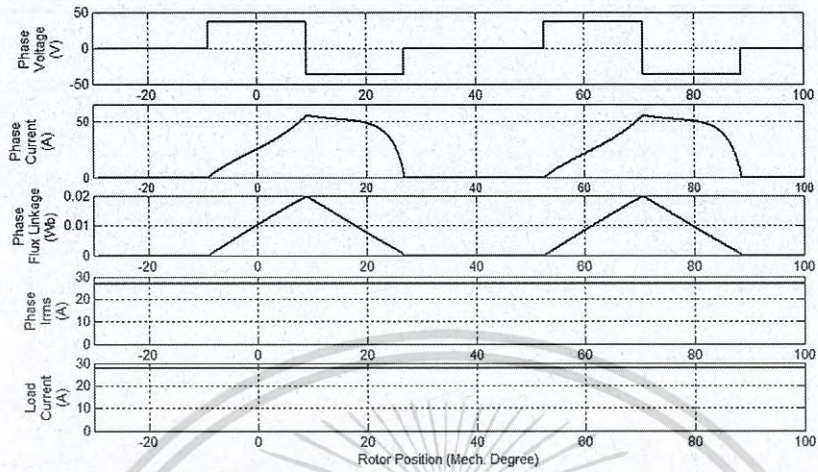 Phase
Voltage
(V)
50
0
-50
-20 0 20 40 60 80 100
Phase
Current
(A)
50
0
-20 0 20 40 60 80 100
Phase
Flux Linkage
(Wb)
0.02
0.01
0
-20 0 20 40 60 80 100
Phase
Irms
(A)
30
20
10
0
-20 0 20 40 60 80 100
Load
Current
(A)
30
20
10
0
-20 0 20 40 60 80 100
Rotor Position (Mech. Degree)